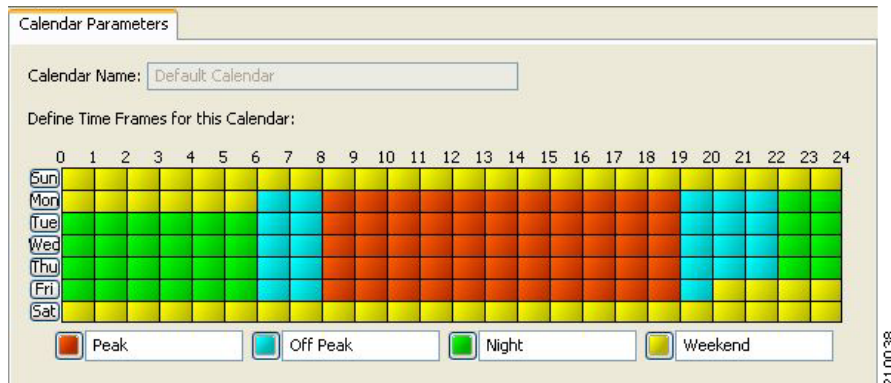 Calendar Parameters
Calendar Name: Default Calendar
Define Time Frames for this Calendar:
0 1 2 3 4 5 6 7 8 9 10 11 12 13 14 15 16 17 18 19 20 21 22 23 24
Sun
Mon
Tue
Wed
Thu
Fri
Sat
Peak Off Peak Night Weekend
210038